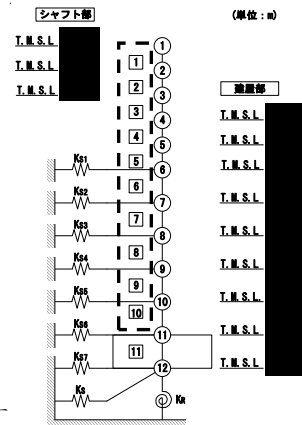 シャフト部
(単位:m)
T.M.S.L
T.M.S.L
T.M.S.L
建屋部
T.M.S.L
T.M.S.L
T.M.S.L
T.M.S.L
T.M.S.L
T.M.S.L.
T.M.S.L
T.M.S.L
1
1
2
2
3
3
4
4
5
KS1
5
6
6
KS2
7
7
KS3
8
8
KS4
9
9
KS5
10
10
KS6
11
11
KS7
12
KS
KR